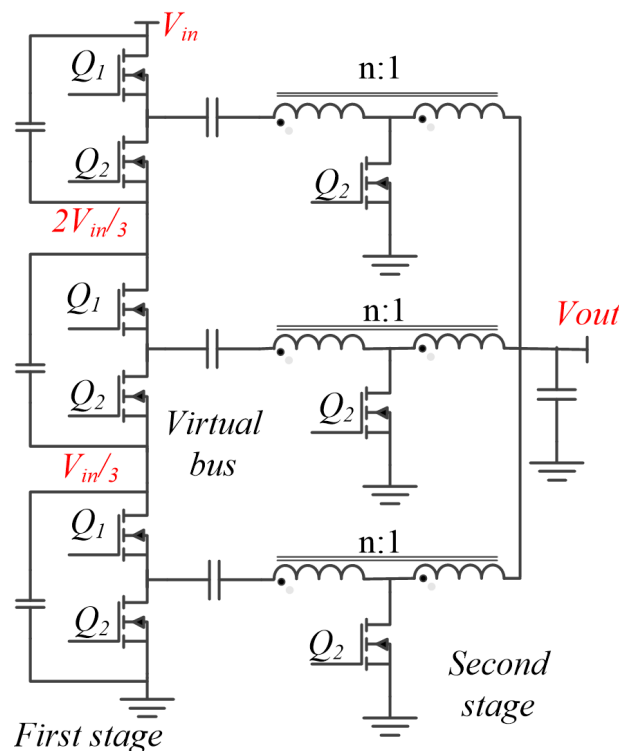 Vin
Q1
n:1
Q2
Q2
2Vin/3
Q1
n:1
Vout
Q2
Q2
Virtual
bus
Vin/3
Q1
n:1
Q2
Q2
Second
stage
First stage